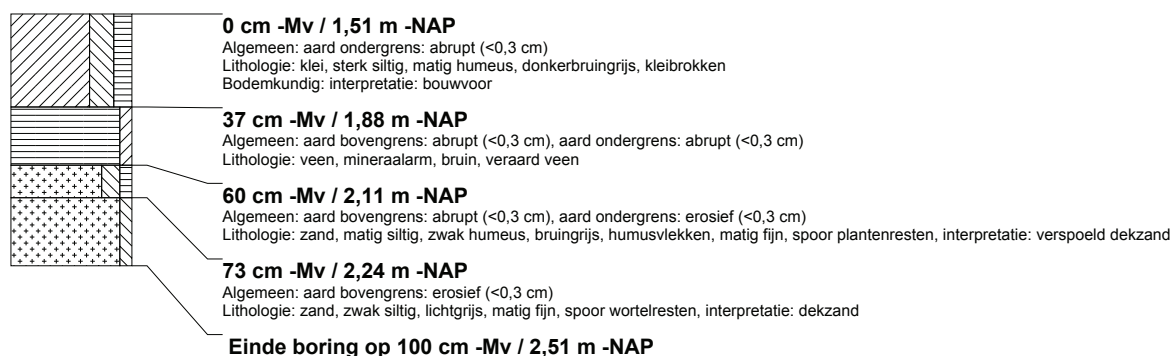 0 cm -Mv / 1,51 m -NAP
Algemeen: aard ondergrens: abrupt (<0,3 cm)
Lithologie: klei, sterk siltig, matig humeus, donkerbruingrijs, kleibrokken
Bodemkundig: interpretatie: bouwvoor
37 cm -Mv / 1,88 m -NAP
Algemeen: aard bovengrens: abrupt (<0,3 cm), aard ondergrens: abrupt (<0,3 cm)
Lithologie: veen, mineraalarm, bruin, veraard veen
60 cm -Mv / 2,11 m -NAP
Algemeen: aard bovengrens: abrupt (<0,3 cm), aard ondergrens: erosief (<0,3 cm)
Lithologie: zand, matig siltig, zwak humeus, bruingrijs, humusvlekken, matig fijn, spoor plantenresten, interpretatie: verspoeld dekzand
73 cm -Mv / 2,24 m -NAP
Algemeen: aard bovengrens: erosief (<0,3 cm)
Lithologie: zand, zwak siltig, lichtgrijs, matig fijn, spoor wortelresten, interpretatie: dekzand
Einde boring op 100 cm -Mv / 2,51 m -NAP